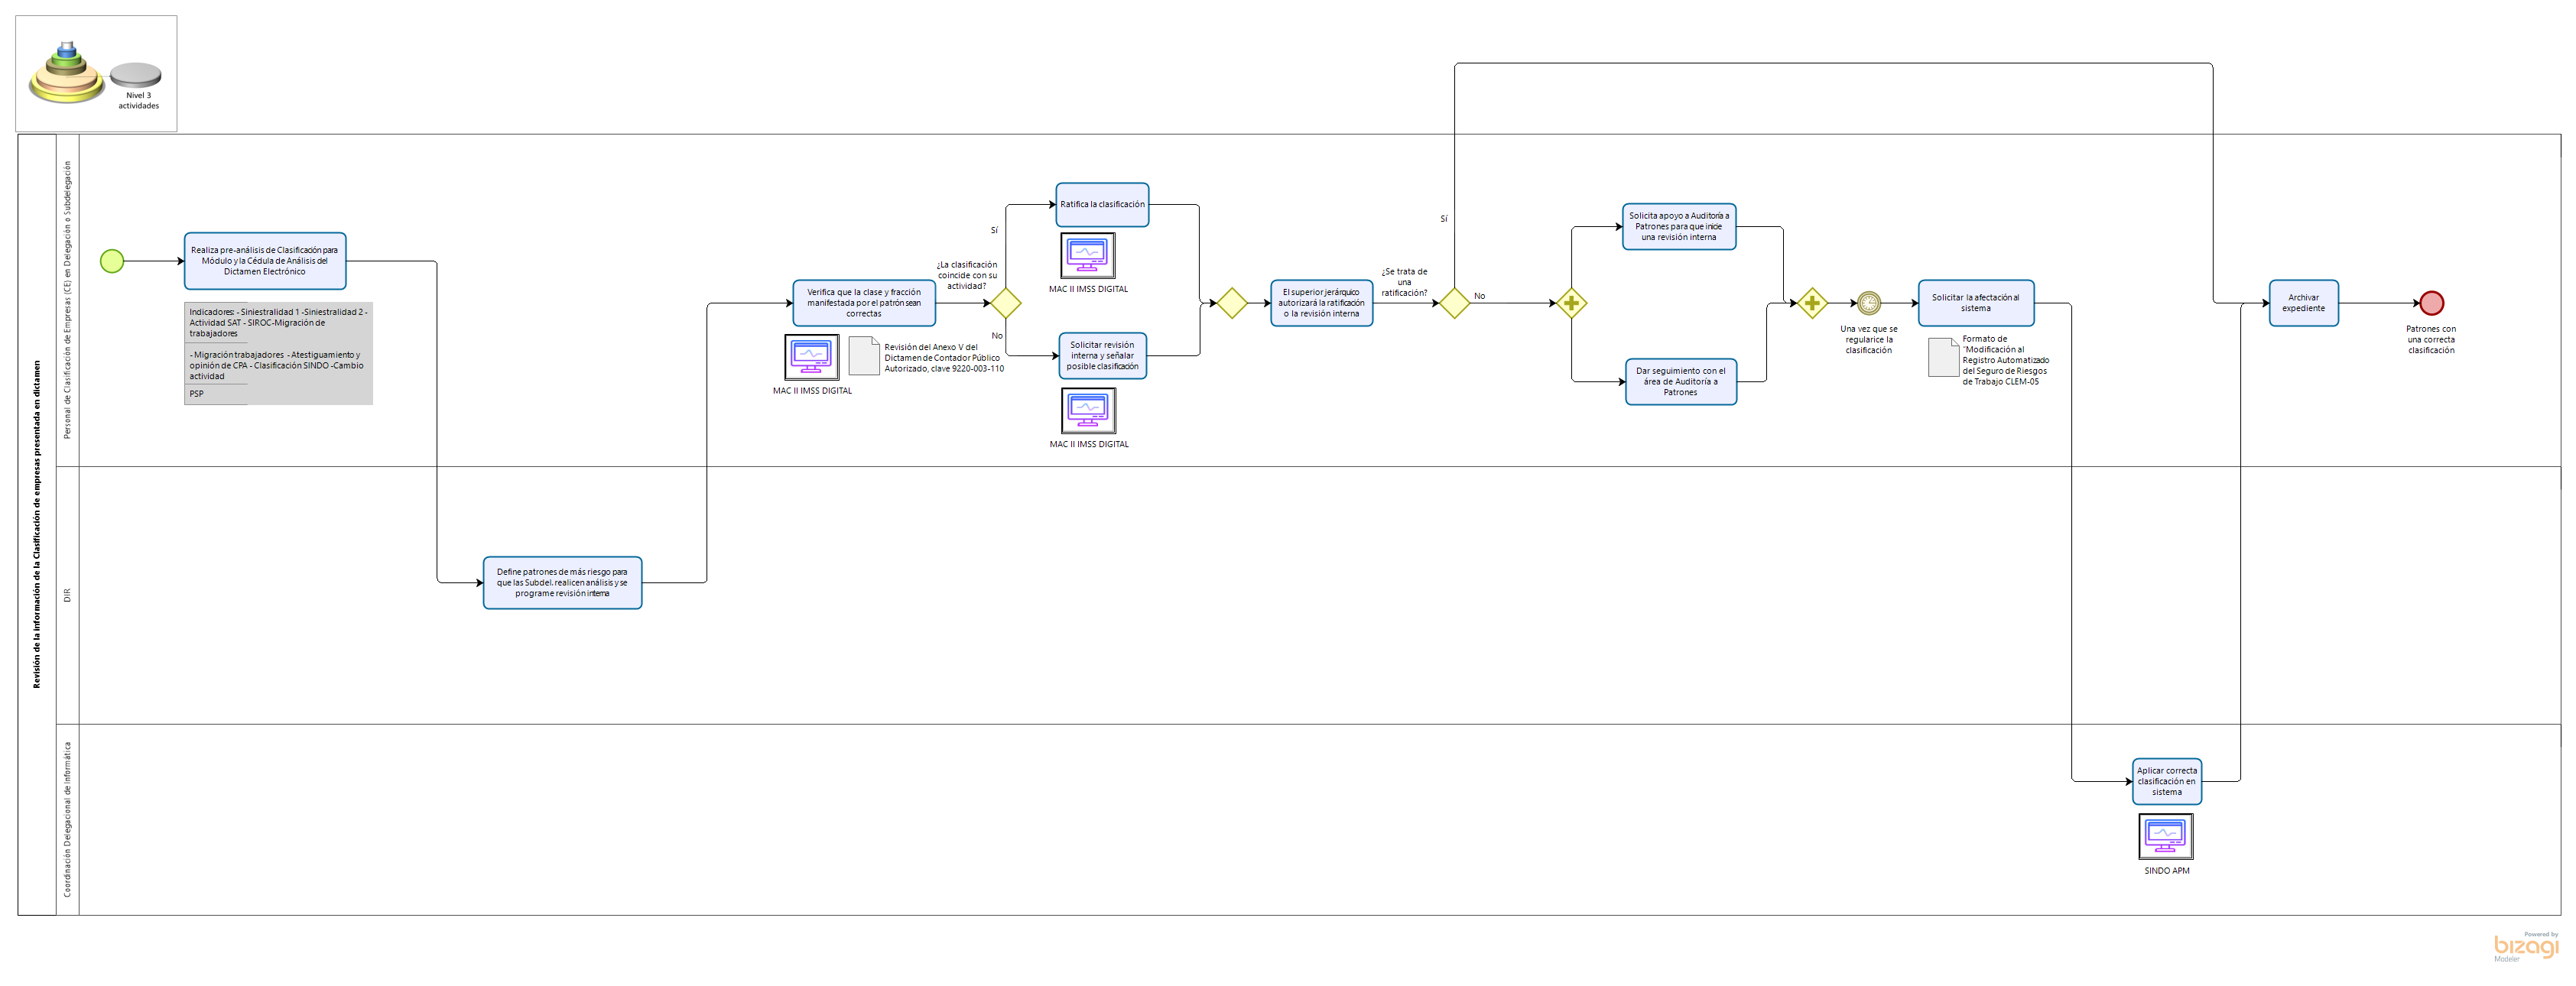 Nivel 3
actividades
Revisión de la información de la Clasificación de empresas presentada en dictamen
Personal de Clasificación de Empresas (CE) en Delegación o Subdelegación
Realiza pre-análisis de Clasificación para
Módulo y la Cédula de Análisis del
Dictamen Electrónico
Indicadores: - Siniestralidad 1 -Siniestralidad 2 -
Actividad SAT - SIROC-Migración de
trabajadores
- Migración trabajadores - Atestiguamiento y
opinión de CPA - Clasificación SINDO -Cambio
actividad
PSP
Verifica que la clase y fracción
manifestada por el patrón sean
correctas
MAC II IMSS DIGITAL
Revisión del Anexo V del
Dictamen de Contador Público
Autorizado, clave 9220-003-110
¿La clasificación
coincide con su
actividad?
Sí
No
Ratifica la clasificación
MAC II IMSS DIGITAL
Solicitar revisión
interna y señalar
posible clasificación
MAC II IMSS DIGITAL
El superior jerárquico
autorizará la ratificación
o la revisión interna
¿Se trata de
una
ratificación?
Sí
No
Solicita apoyo a Auditoría a
Patrones para que inicie
una revisión interna
Dar seguimiento con el
área de Auditoría a
Patrones
Una vez que se
regularice la
clasificación
Solicitar la afectación al
sistema
Formato de
"Modificación al
Registro Automatizado
del Seguro de Riesgos
de Trabajo CLEM-05
Archivar
expediente
Patrones con
una correcta
clasificación
DIR
Define patrones de más riesgo para
que las Subdel. realicen análisis y se
programe revisión interna
Coordinación Delegacional de Informática
Aplicar correcta
clasificación en
sistema
SINDO APM
Powered by
bizagi
Modeler